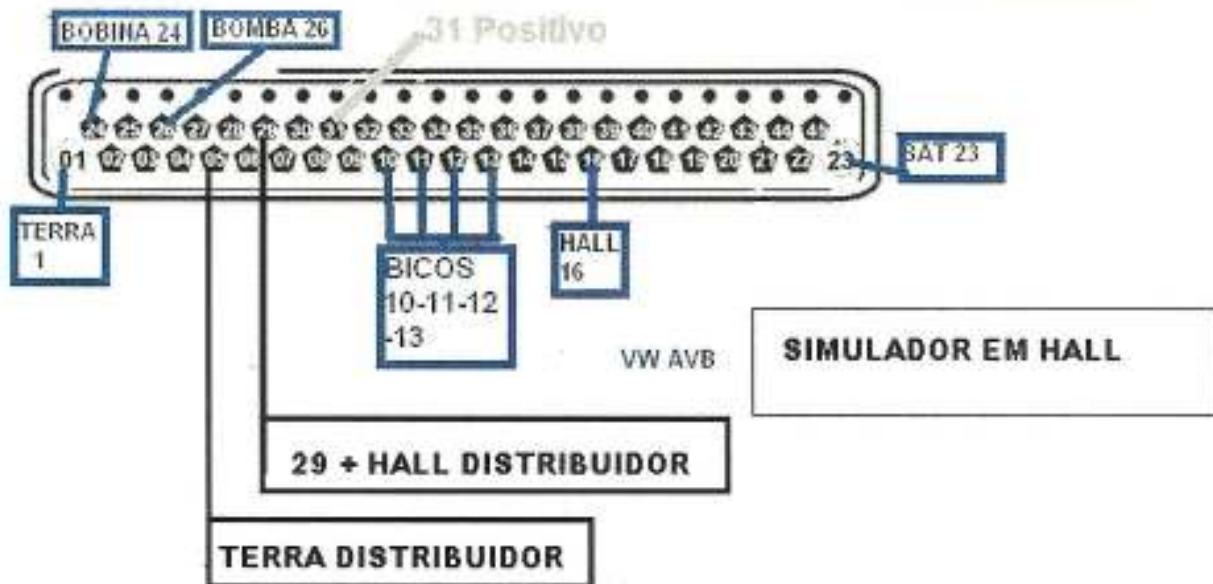 BOBINA 24
BOMBA 26
31 Positivo
24 25 26 27 28 29 30 31 32 33 34 35 36 37 38 39 40 41 42 43 44 45
01 02 03 04 05 06 07 08 09 10 11 12 13 14 15 16 17 18 19 20 21 22 23
BAT 23
TERRA
1
BICOS
10-11-12
-13
HALL
16
VW AVB
SIMULADOR EM HALL
29 + HALL DISTRIBUIDOR
TERRA DISTRIBUIDOR